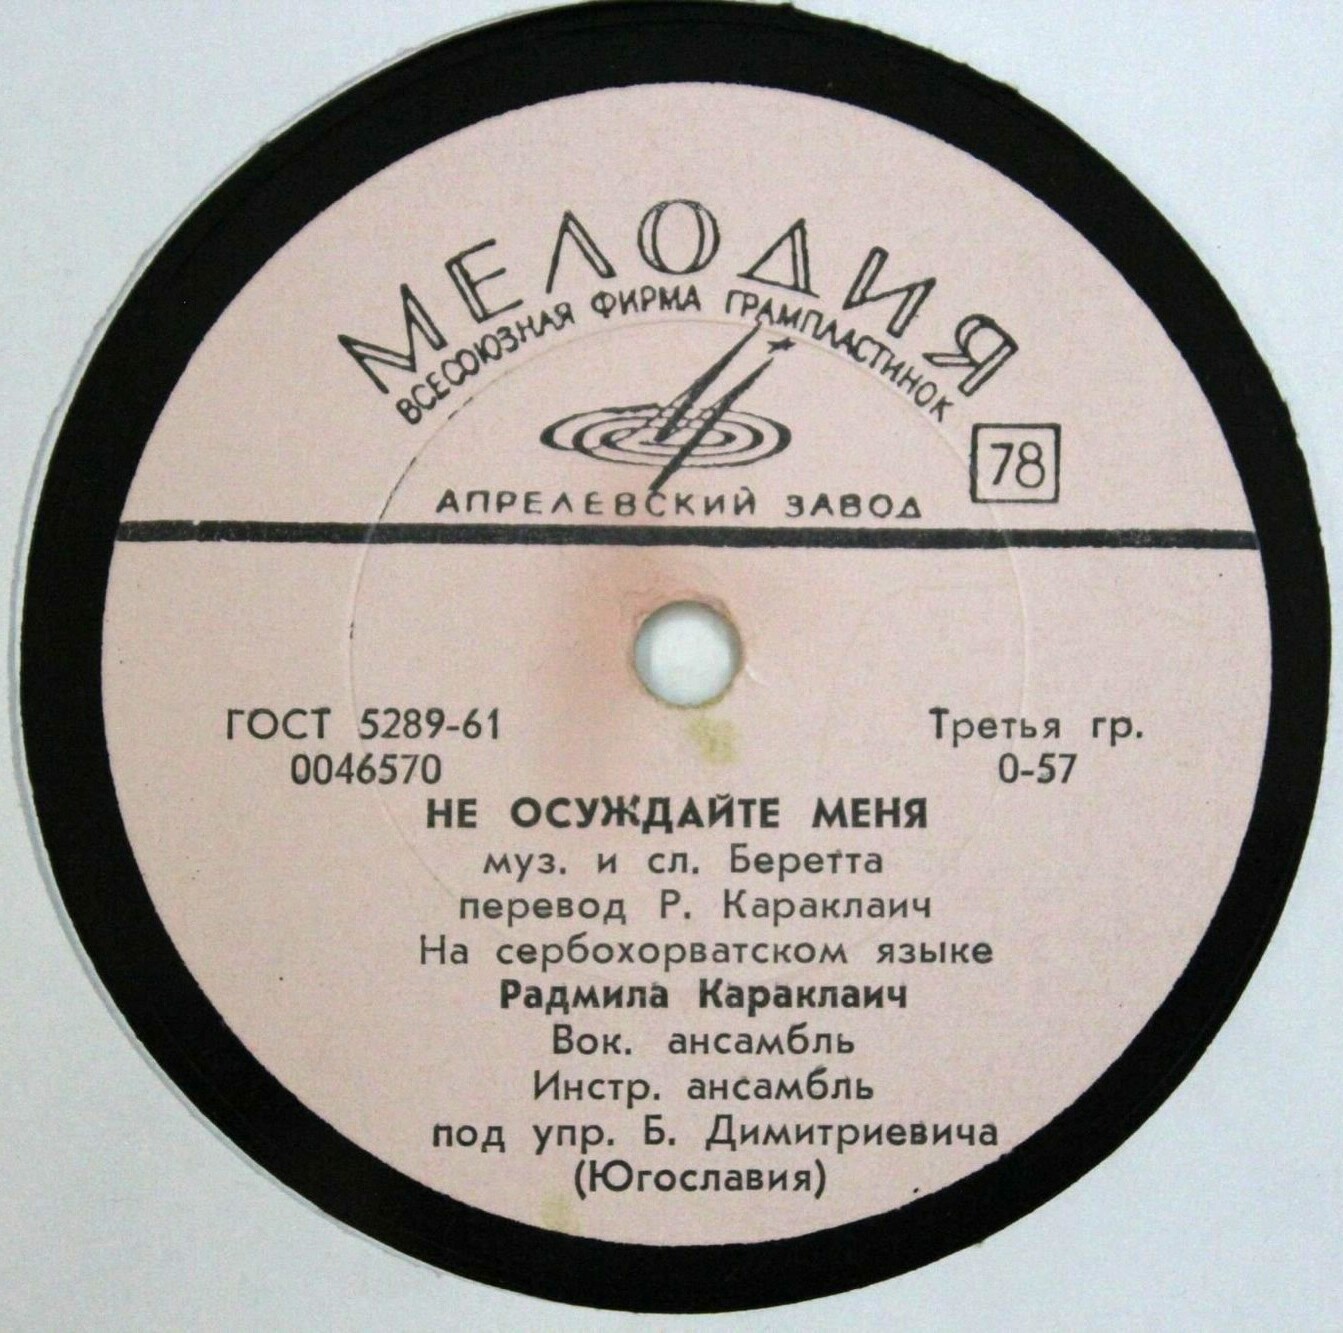 МЕЛОДИЯ
ВСЕСОЮЗНАЯ ФИРМА ГРАМПЛАСТИНОК
78
АПРЕЛЕВСКИЙ ЗАВОД
ГОСТ 5289-61
0046570
Третья гр.
0-57
НЕ ОСУЖДАЙТЕ МЕНЯ
муз. и сл. Беретта
перевод Р. Караклаич
На сербохорватском языке
Радмила Караклаич
Вок. ансамбль
Инстр. ансамбль
под упр. Б. Димитриевича
(Югославия)